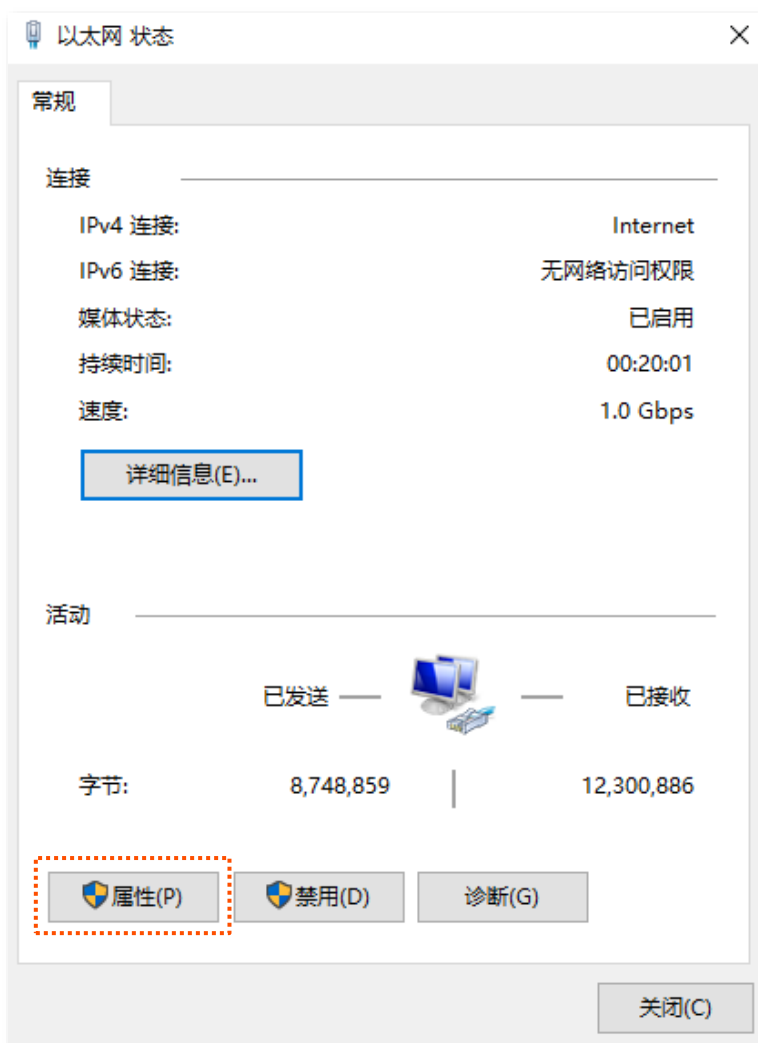 以太网 状态
常规
连接
IPv4 连接: Internet
IPv6 连接: 无网络访问权限
媒体状态: 已启用
持续时间: 00:20:01
速度: 1.0 Gbps
详细信息(E)...
活动
已发送 — — 已接收
字节: 8,748,859 12,300,886
属性(P) 禁用(D) 诊断(G)
关闭(C)